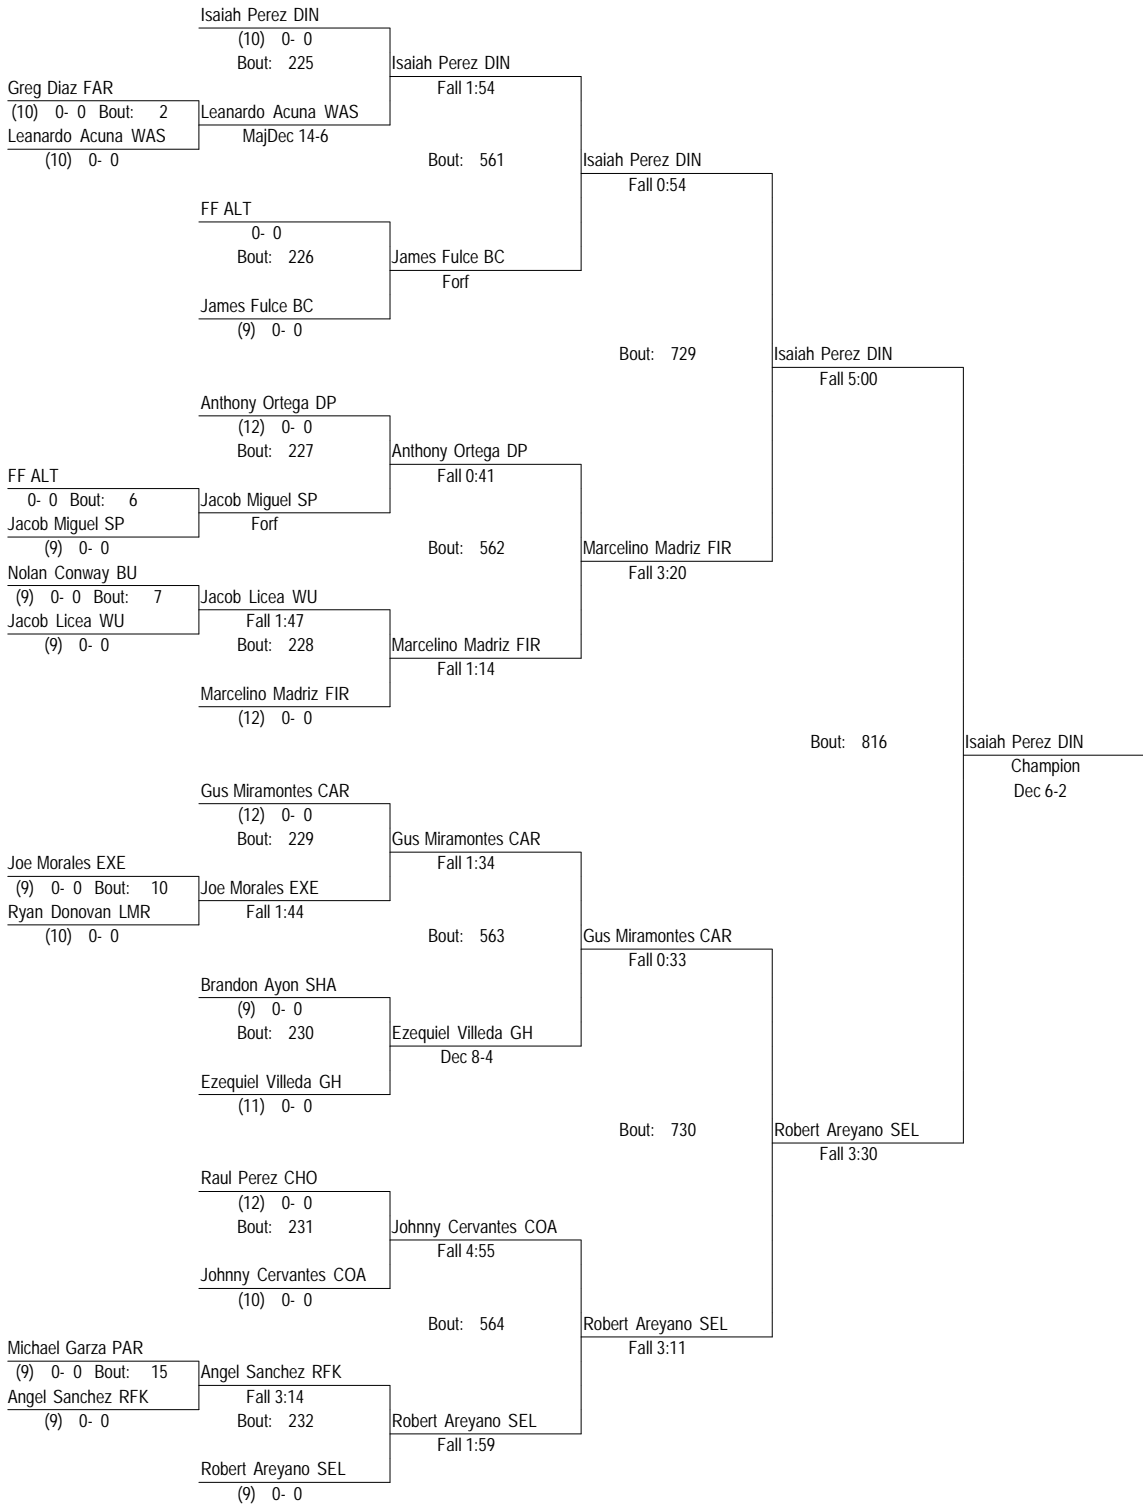 Isaiah Perez DIN
(10) 0- 0
Bout: 225
Isaiah Perez DIN
Fall 1:54
Greg Diaz FAR
(10) 0- 0 Bout: 2
Leanardo Acuna WAS
Leanardo Acuna WAS
MajDec 14-6
(10) 0- 0
Bout: 561
Isaiah Perez DIN
Fall 0:54
FF ALT
0- 0
Bout: 226
James Fulce BC
Forf
James Fulce BC
(9) 0- 0
Bout: 729
Isaiah Perez DIN
Fall 5:00
Anthony Ortega DP
(12) 0- 0
Bout: 227
Anthony Ortega DP
Fall 0:41
FF ALT
0- 0 Bout: 6
Jacob Miguel SP
Jacob Miguel SP
Forf
(9) 0- 0
Bout: 562
Marcelino Madriz FIR
Fall 3:20
Nolan Conway BU
(9) 0- 0 Bout: 7
Jacob Licea WU
Jacob Licea WU
Fall 1:47
(9) 0- 0
Bout: 228
Marcelino Madriz FIR
Fall 1:14
Marcelino Madriz FIR
(12) 0- 0
Bout: 816
Isaiah Perez DIN
Champion
Dec 6-2
Gus Miramontes CAR
(12) 0- 0
Bout: 229
Gus Miramontes CAR
Fall 1:34
Joe Morales EXE
(9) 0- 0 Bout: 10
Joe Morales EXE
Ryan Donovan LMR
Fall 1:44
(10) 0- 0
Bout: 563
Gus Miramontes CAR
Fall 0:33
Brandon Ayon SHA
(9) 0- 0
Bout: 230
Ezequiel Villeda GH
Dec 8-4
Ezequiel Villeda GH
(11) 0- 0
Bout: 730
Robert Areyano SEL
Fall 3:30
Raul Perez CHO
(12) 0- 0
Bout: 231
Johnny Cervantes COA
Fall 4:55
Johnny Cervantes COA
(10) 0- 0
Bout: 564
Robert Areyano SEL
Fall 3:11
Michael Garza PAR
(9) 0- 0 Bout: 15
Angel Sanchez RFK
Angel Sanchez RFK
Fall 3:14
(9) 0- 0
Bout: 232
Robert Areyano SEL
Fall 1:59
Robert Areyano SEL
(9) 0- 0